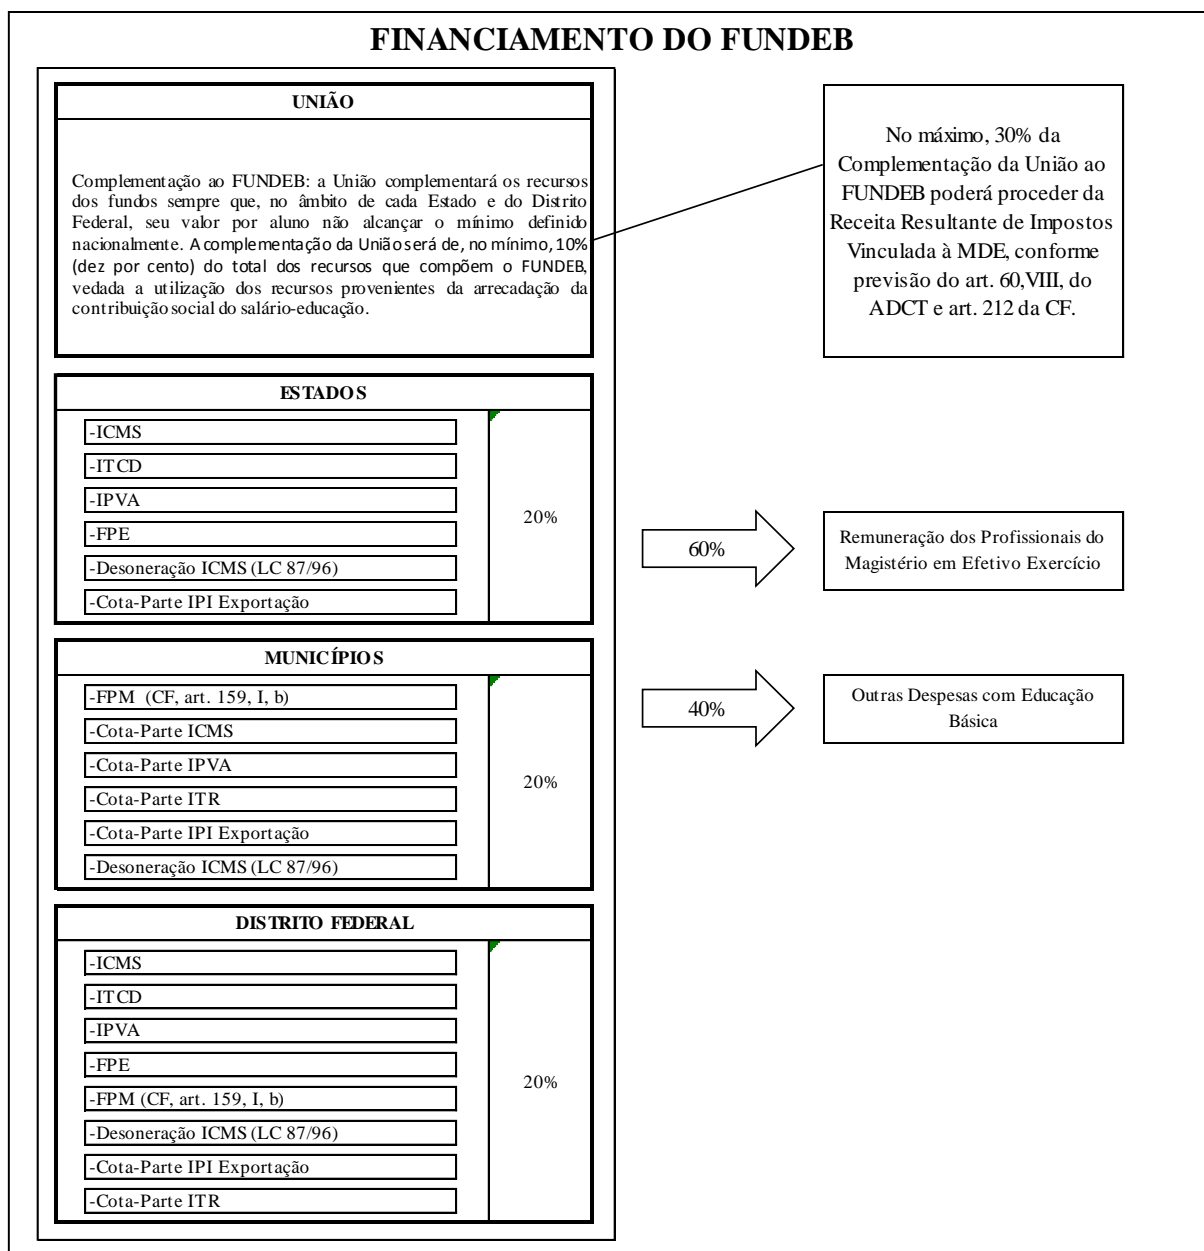 FINANCIAMENTO DO FUNDEB
UNIÃO
Complementação ao FUNDEB: a União complementará os recursos
dos fundos sempre que, no âmbito de cada Estado e do Distrito
Federal, seu valor por aluno não alcançar o mínimo definido
nacionalmente. A complementação da União será de, no mínimo, 10%
(dez por cento) do total dos recursos que compõem o FUNDEB,
vedada a utilização dos recursos provenientes da arrecadação da
contribuição social do salário-educação.
No máximo, 30% da
Complementação da União ao
FUNDEB poderá proceder da
Receita Resultante de Impostos
Vinculada à MDE, conforme
previsão do art. 60,VIII, do
ADCT e art. 212 da CF.
ESTADOS
-ICMS
-ITCD
-IPVA
-FPE
-Desoneração ICMS (LC 87/96)
-Cota-Parte IPI Exportação
20%
60%
Remuneração dos Profissionais do
Magistério em Efetivo Exercício
MUNICÍPIOS
-FPM (CF, art. 159, I, b)
-Cota-Parte ICMS
-Cota-Parte IPVA
-Cota-Parte ITR
-Cota-Parte IPI Exportação
-Desoneração ICMS (LC 87/96)
20%
40%
Outras Despesas com Educação
Básica
DISTRITO FEDERAL
-ICMS
-ITCD
-IPVA
-FPE
-FPM (CF, art. 159, I, b)
-Desoneração ICMS (LC 87/96)
-Cota-Parte IPI Exportação
-Cota-Parte ITR
20%